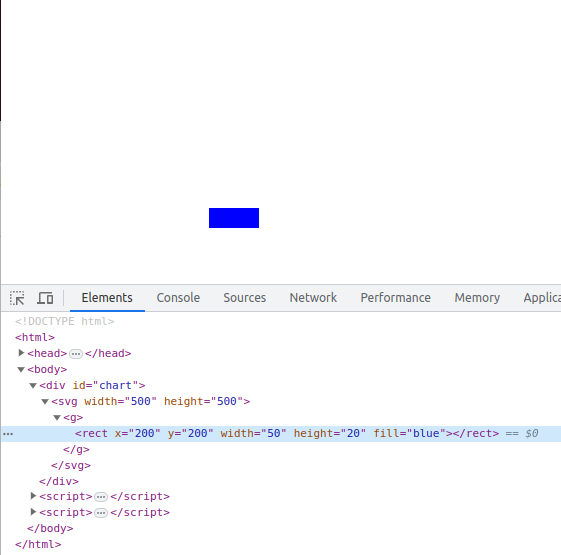 Elements Console Sources Network Performance Memory Applica
<!DOCTYPE html>
<html>
<head>…</head>
<body>
<div id="chart">
<svg width="500" height="500">
<g>
… <rect x="200" y="200" width="50" height="20" fill="blue"></rect> == $0
</g>
</svg>
</div>
<script>…</script>
<script>…</script>
</body>
</html>